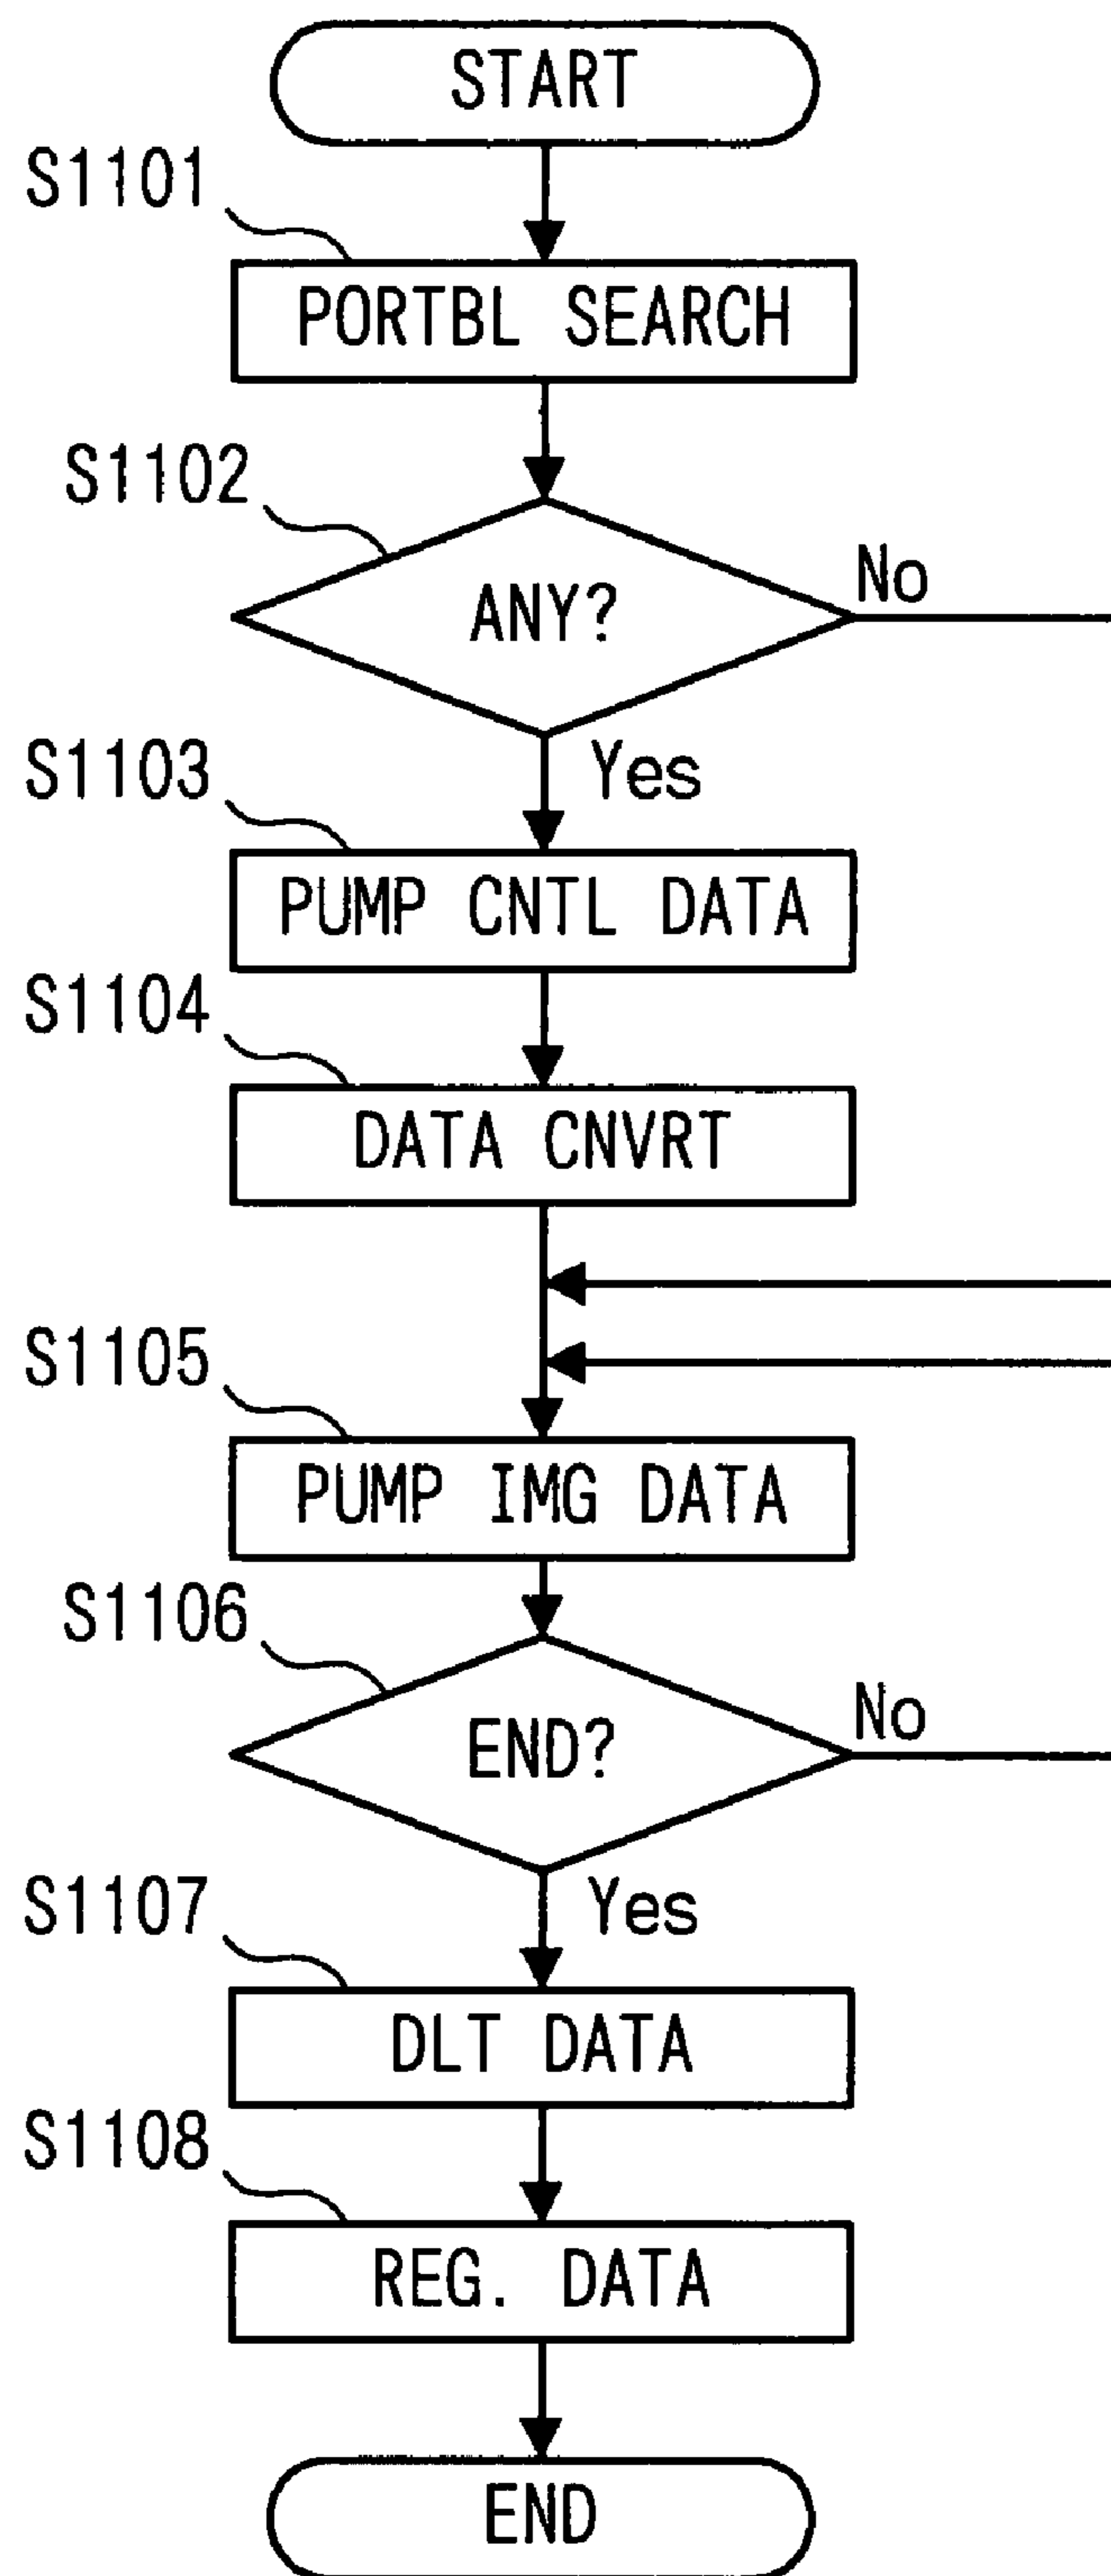 START
S1101
PORTBL SEARCH
S1102
ANY?
No
Yes
S1103
PUMP CNTL DATA
S1104
DATA CNVRT
S1105
PUMP IMG DATA
S1106
END?
No
Yes
S1107
DLT DATA
S1108
REG. DATA
END